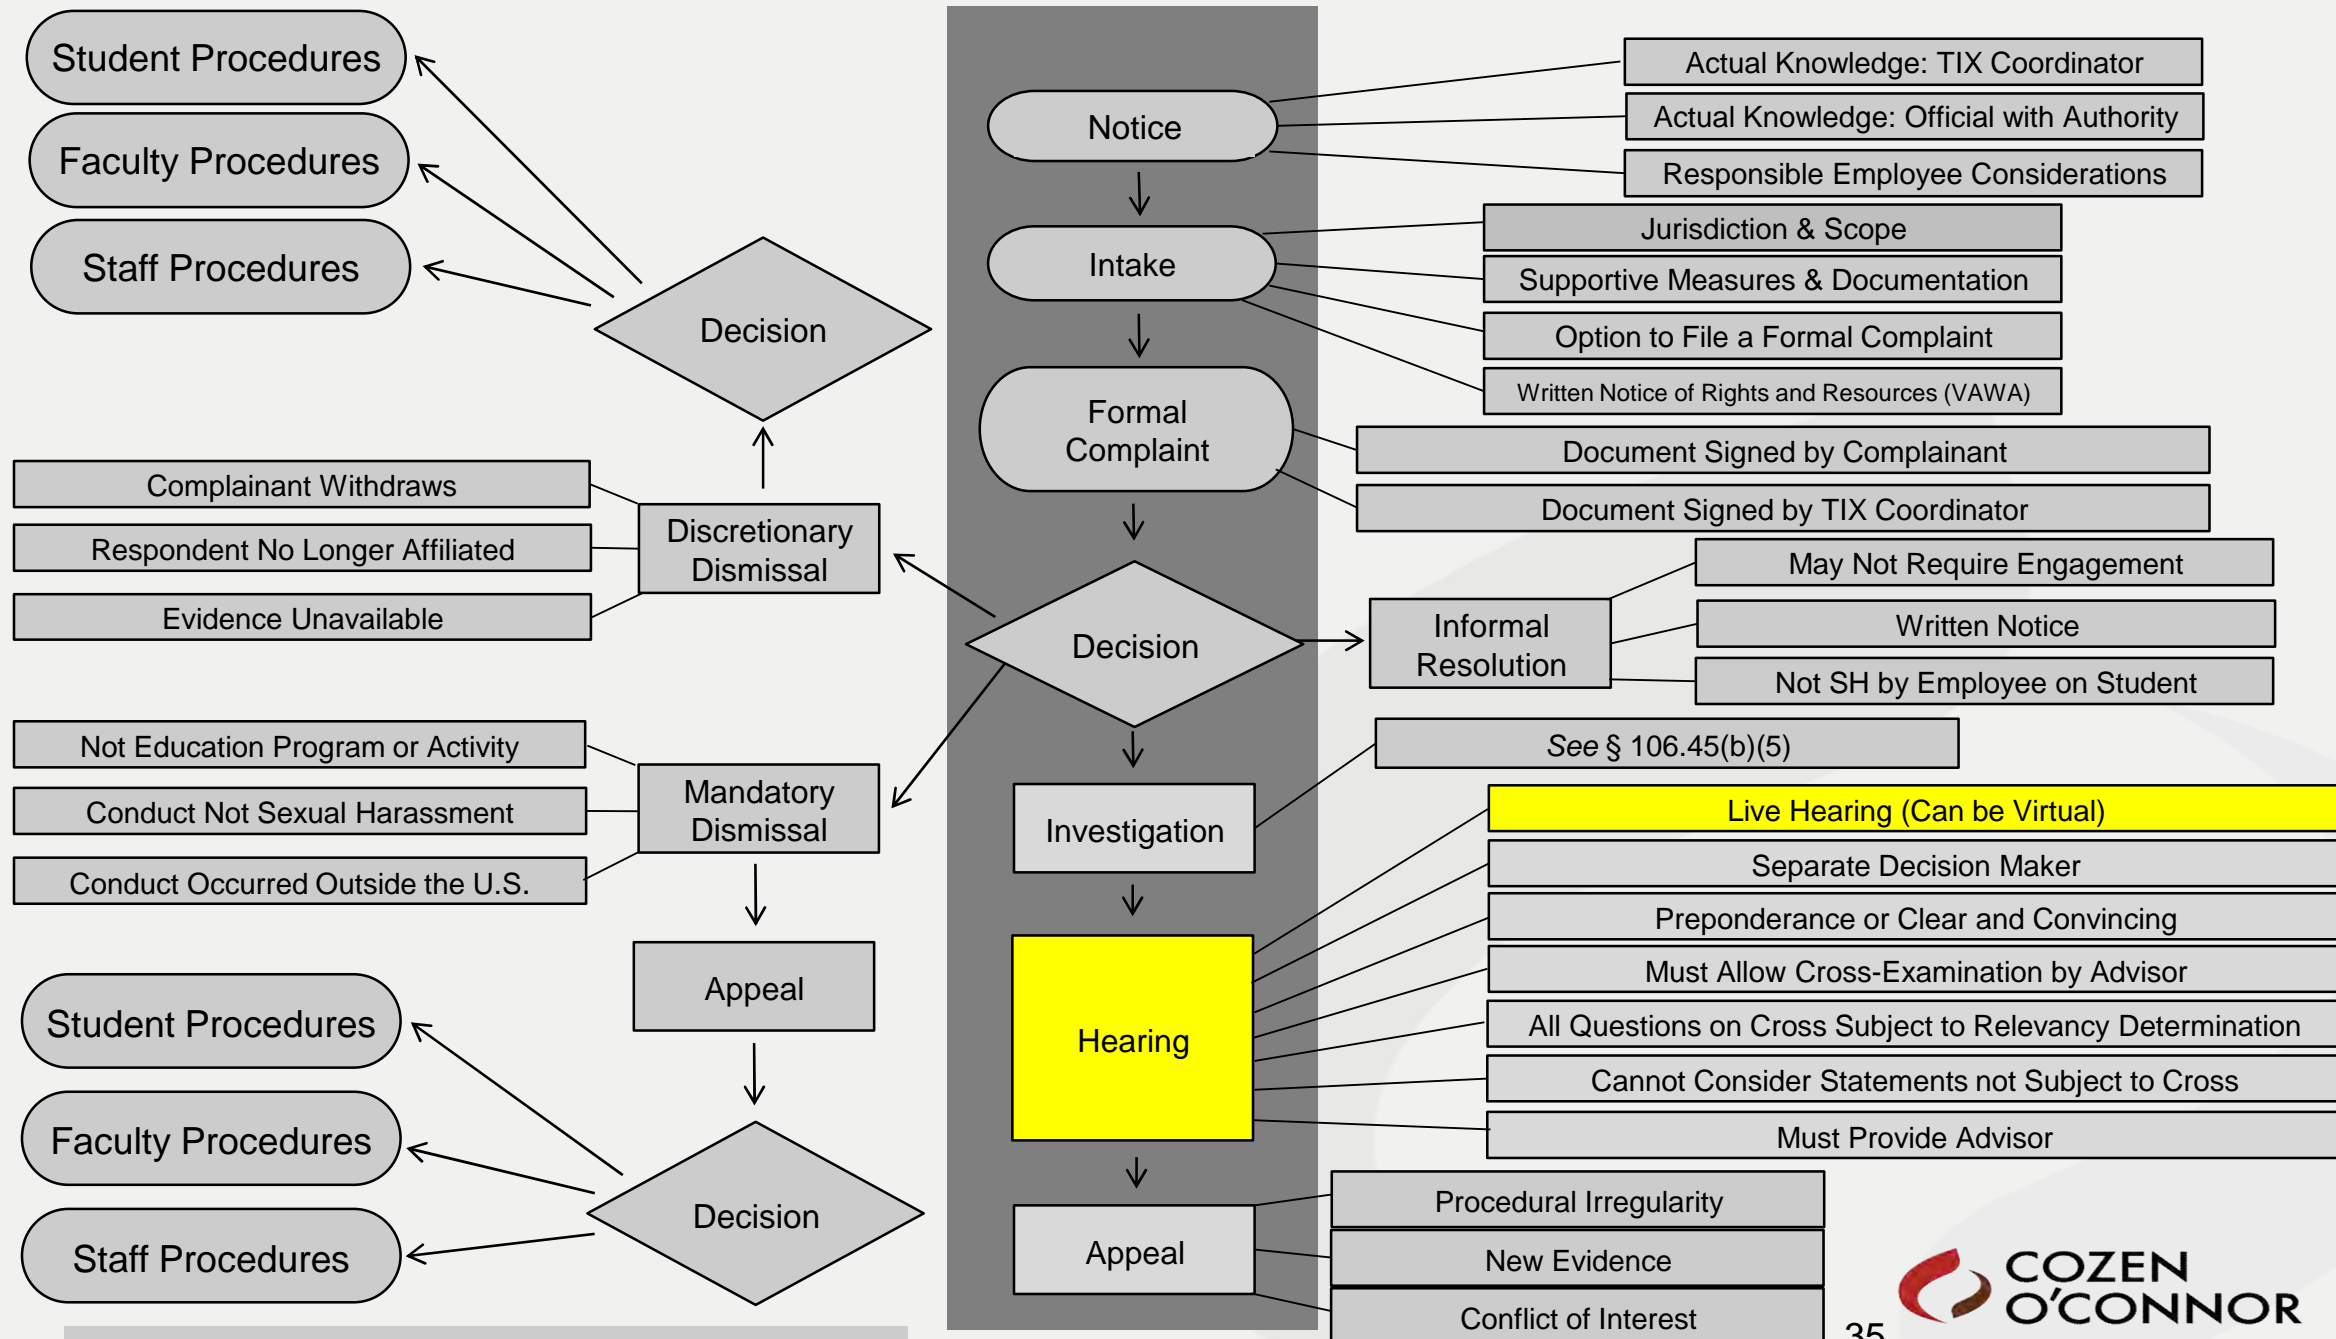 Student Procedures
Faculty Procedures
Staff Procedures
Decision
Complainant Withdraws
Respondent No Longer Affiliated
Evidence Unavailable
Discretionary
Dismissal
Not Education Program or Activity
Conduct Not Sexual Harassment
Conduct Occurred Outside the U.S.
Mandatory
Dismissal
Appeal
Student Procedures
Faculty Procedures
Staff Procedures
Decision
Notice
Intake
Formal
Complaint
Decision
Investigation
Hearing
Appeal
Actual Knowledge: TIX Coordinator
Actual Knowledge: Official with Authority
Responsible Employee Considerations
Jurisdiction & Scope
Supportive Measures & Documentation
Option to File a Formal Complaint
Written Notice of Rights and Resources (VAWA)
Document Signed by Complainant
Document Signed by TIX Coordinator
Informal
Resolution
May Not Require Engagement
Written Notice
Not SH by Employee on Student
See § 106.45(b)(5)
Live Hearing (Can be Virtual)
Separate Decision Maker
Preponderance or Clear and Convincing
Must Allow Cross-Examination by Advisor
All Questions on Cross Subject to Relevancy Determination
Cannot Consider Statements not Subject to Cross
Must Provide Advisor
Procedural Irregularity
New Evidence
Conflict of Interest
COZEN
O'CONNOR
35